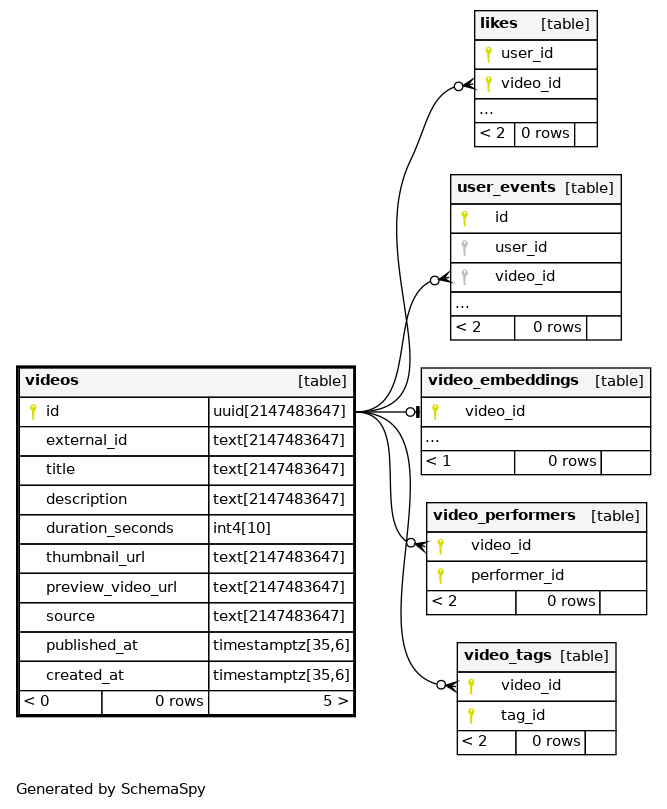 likes [table]
user_id
video_id
...
< 2 0 rows
user_events [table]
id
user_id
video_id
...
< 2 0 rows
videos [table]
id uuid[2147483647]
external_id text[2147483647]
title text[2147483647]
description text[2147483647]
duration_seconds int4[10]
thumbnail_url text[2147483647]
preview_video_url text[2147483647]
source text[2147483647]
published_at timestamptz[35,6]
created_at timestamptz[35,6]
< 0 0 rows 5 >
video_embeddings [table]
video_id
...
< 1 0 rows
video_performers [table]
video_id
performer_id
< 2 0 rows
video_tags [table]
video_id
tag_id
< 2 0 rows
Generated by SchemaSpy